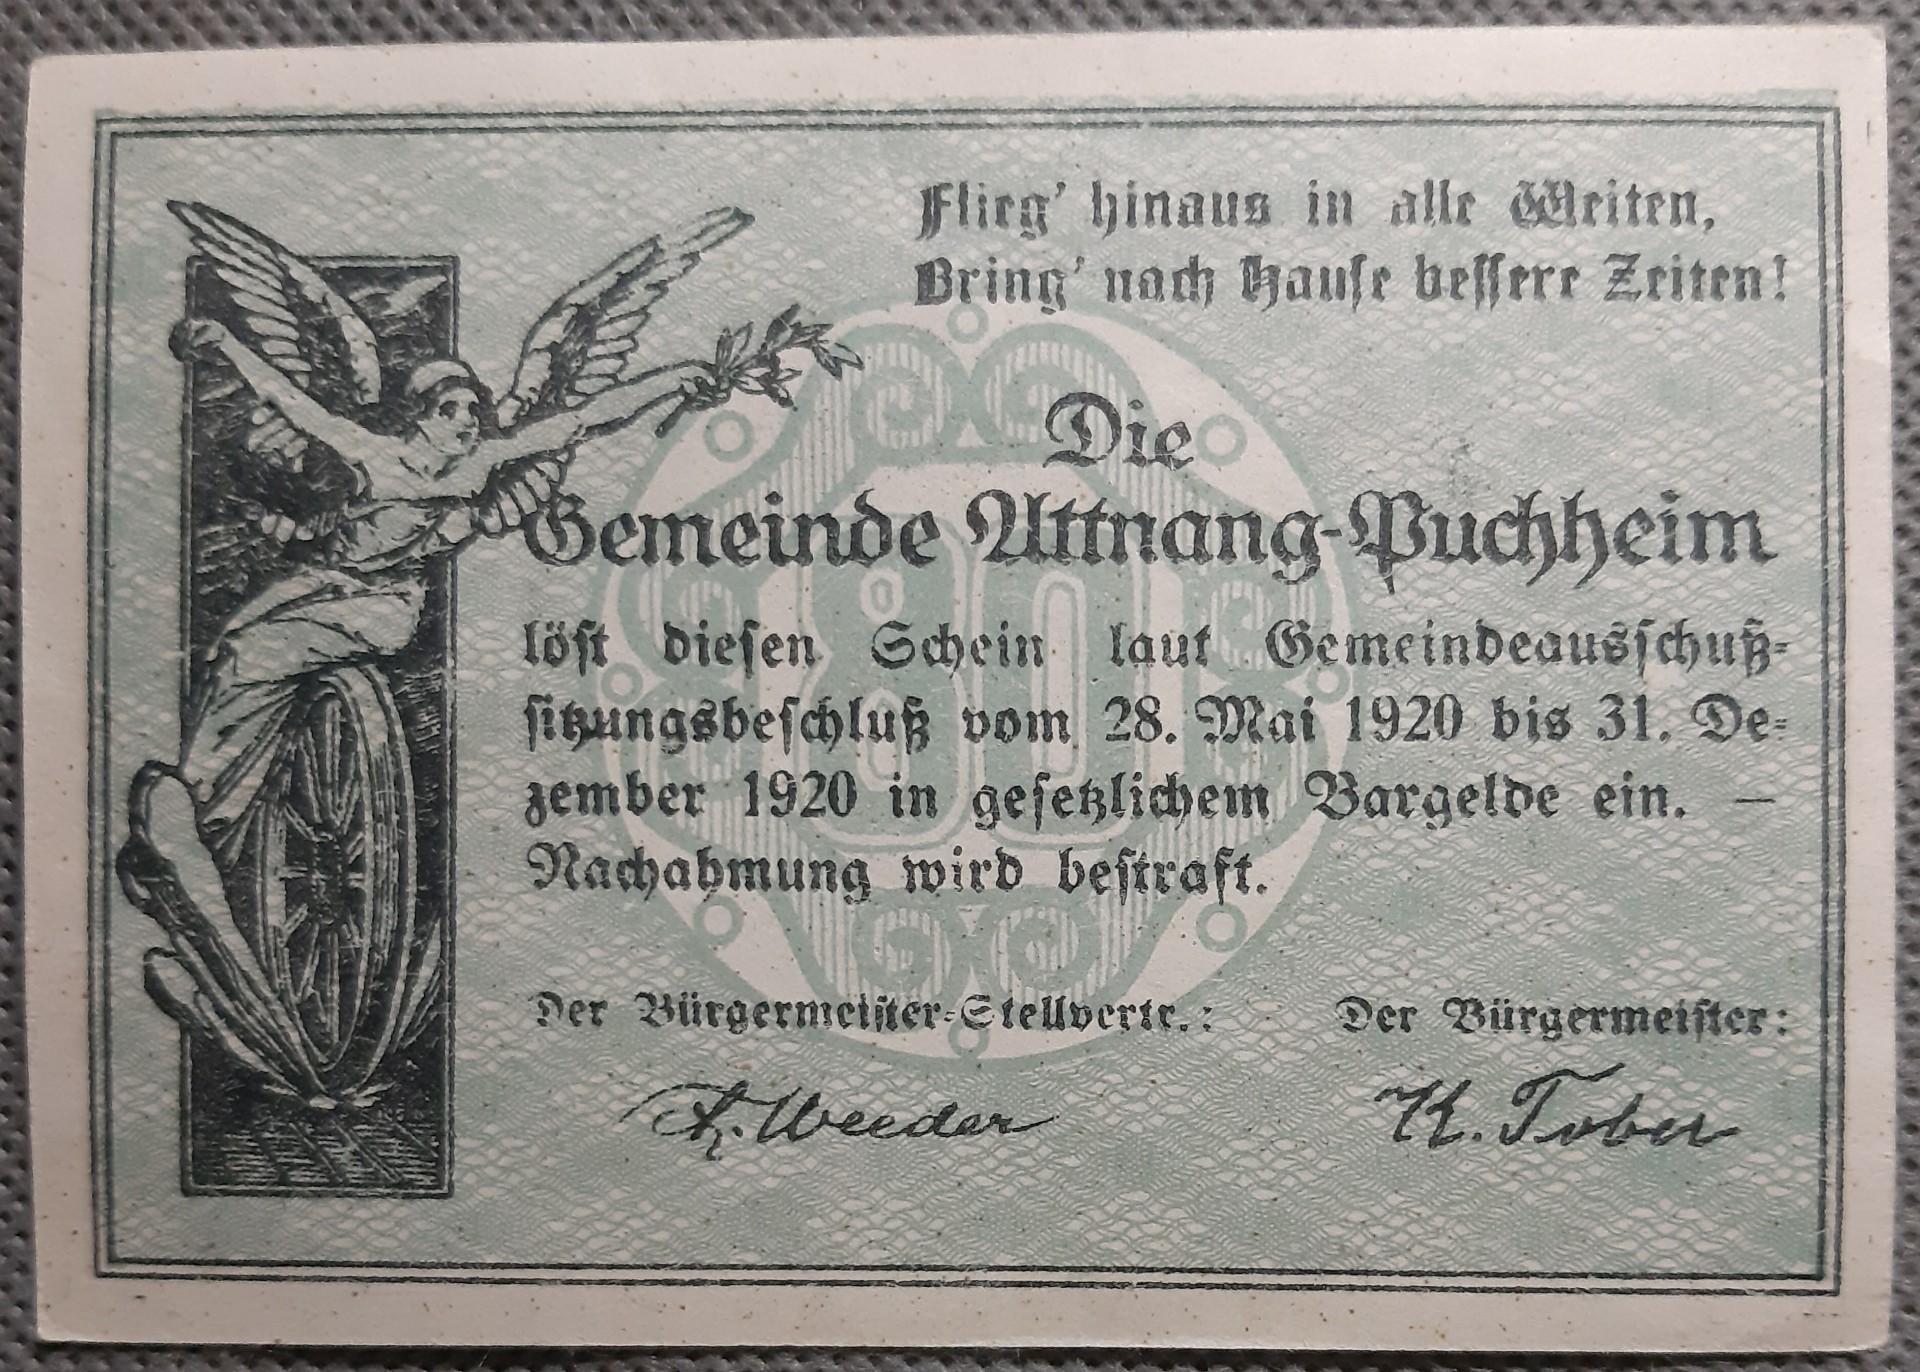 Flieg' hinaus in alle Weiten,
Bring' nach Hause bessere Zeiten!
Die
Gemeinde Attnang-Puchheim
löst diesen Schein laut Gemeindeausschuß-
sitzungsbeschluß vom 28. Mai 1920 bis 31. De-
zember 1920 in gesetzlichem Bargelde ein. —
Nachahmung wird bestraft.
80
Der Bürgermeister-Stellvertr.: Der Bürgermeister:
K. Tober